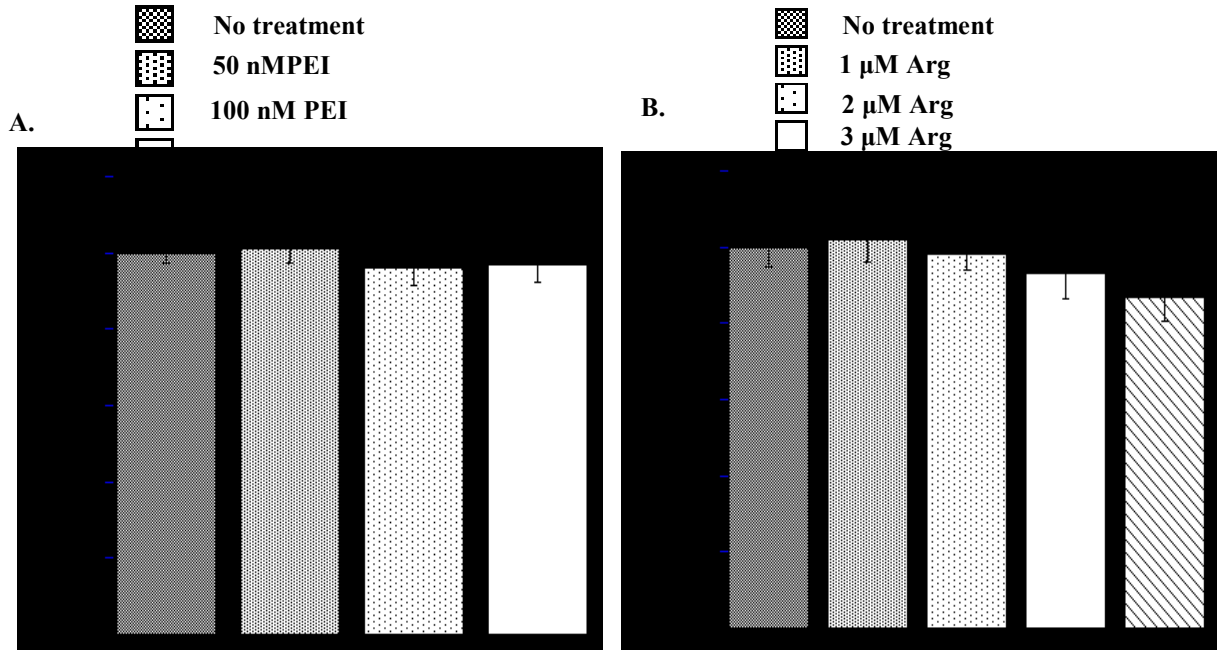 No treatment
50 nMPEI
100 nM PEI
A.
No treatment
1 μM Arg
2 μM Arg
3 μM Arg
B.